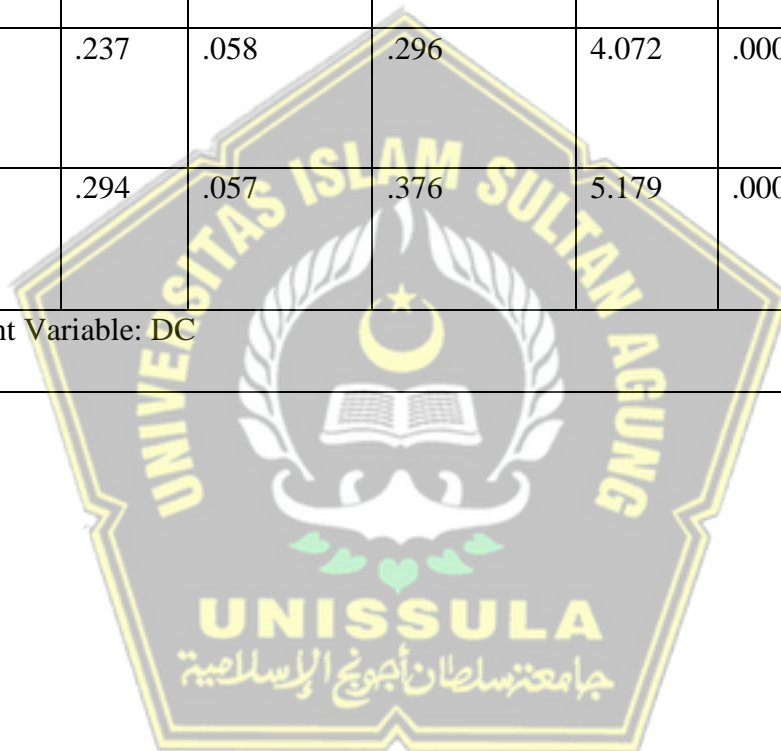 .237 .058 .296 4.072 .000
.294 .057 .376 5.179 .000
nt Variable: DC
UNIVERSITAS ISLAM SULTAN AGUNG
UNISSULA
جامعة سلطان أجونج الإسلامية